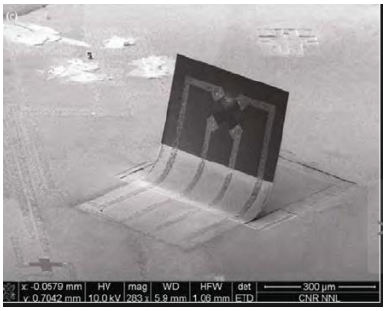 (c)
x: -0.0579 mm HV mag WD HFW det 300 µm
y: 0.7042 mm 10.0 kV 283 x 5.9 mm 1.06 mm ETD CNR NNL